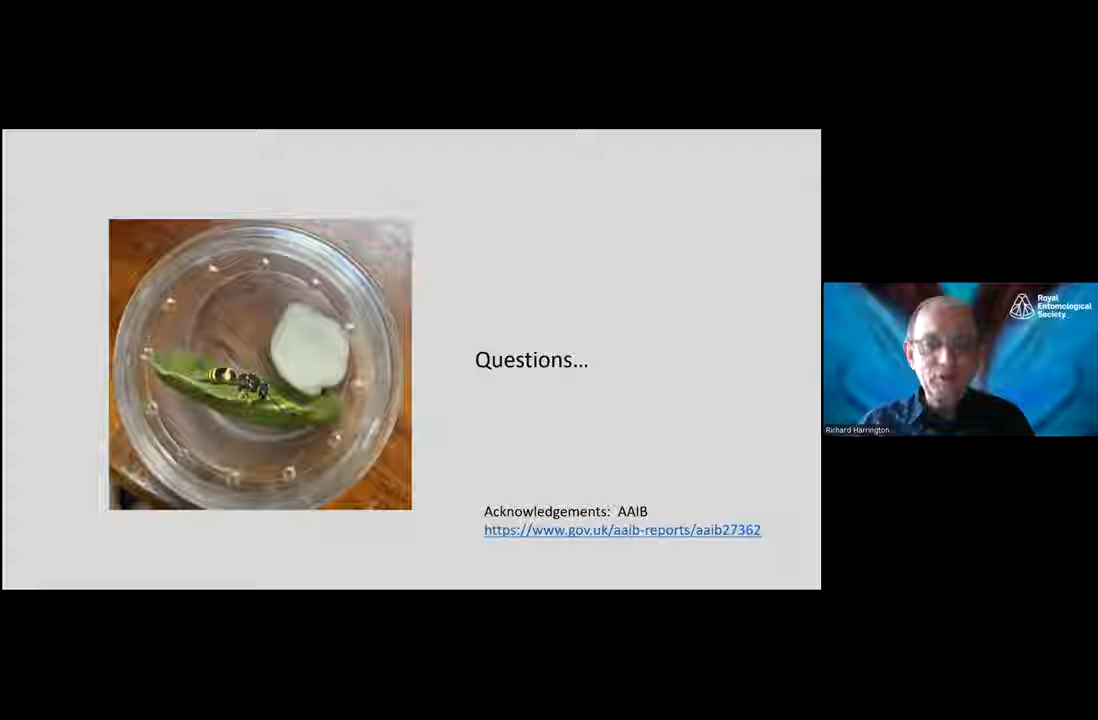 Questions...
Acknowledgements: AAIB
https://www.gov.uk/aaib-reports/aaib27362
Royal
Entomological
Society
Richard Harrington